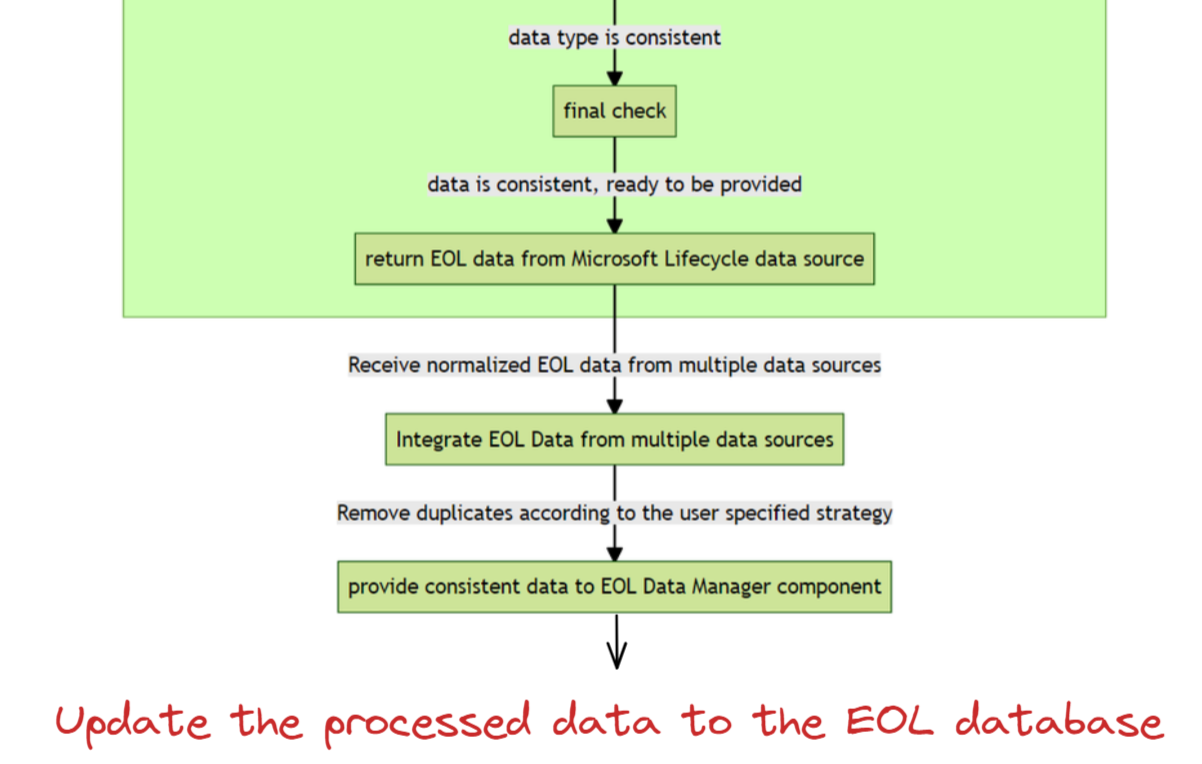 data type is consistent
final check
data is consistent, ready to be provided
return EOL data from Microsoft Lifecycle data source
Receive normalized EOL data from multiple data sources
Integrate EOL Data from multiple data sources
Remove duplicates according to the user specified strategy
provide consistent data to EOL Data Manager component
Update the processed data to the EOL database